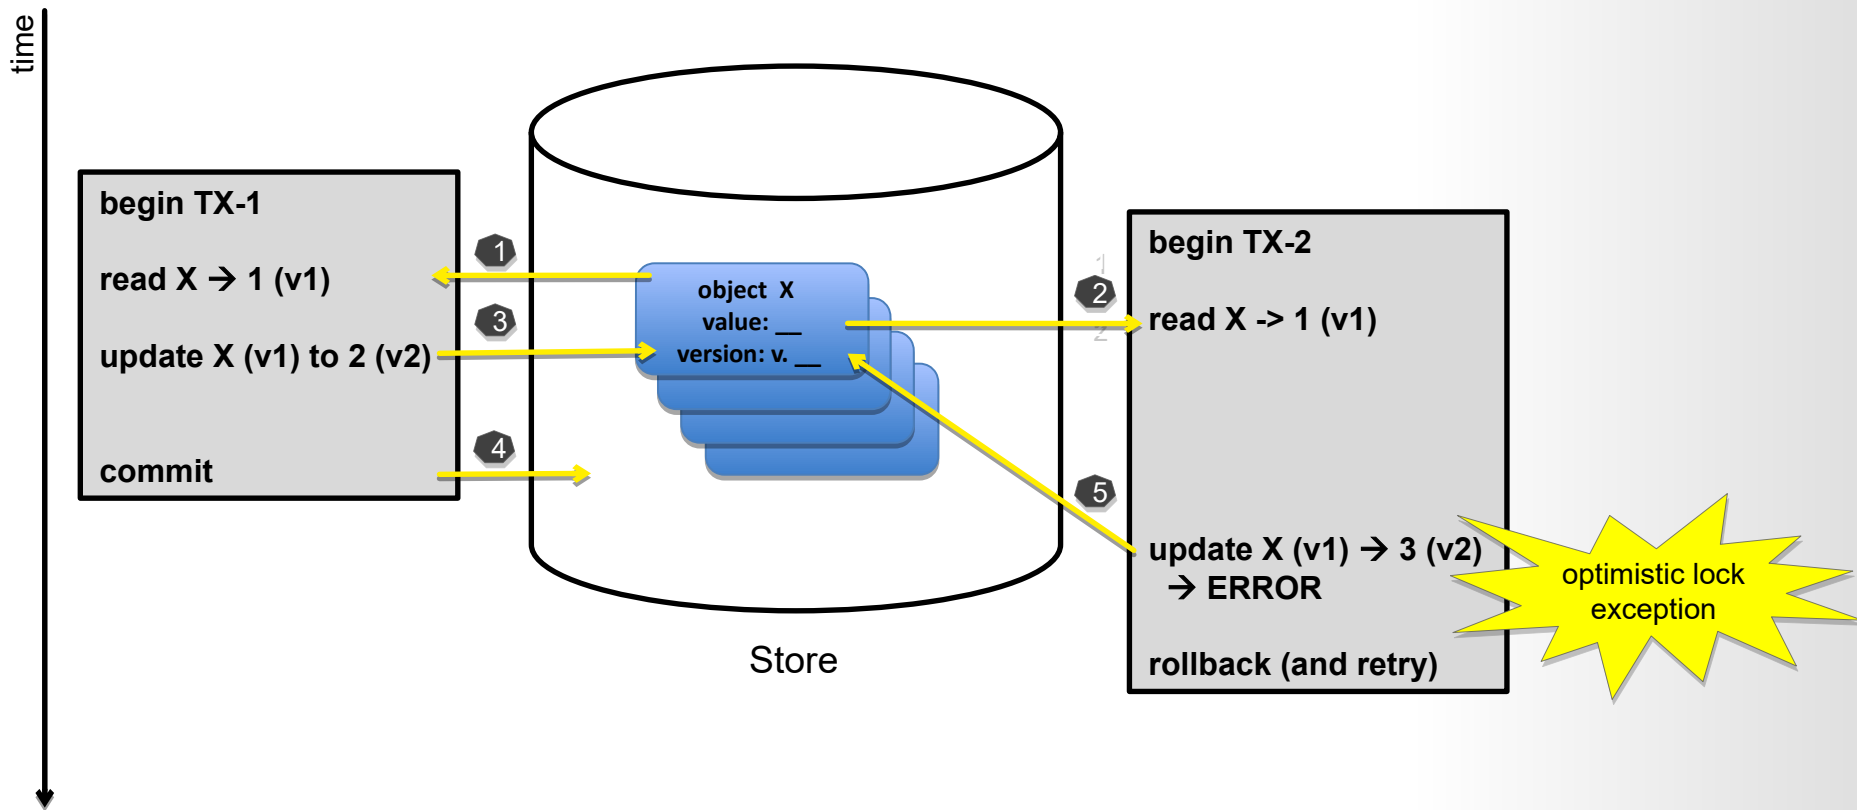 time
begin TX-1
read X → 1 (v1)
update X (v1) to 2 (v2)
commit
1
3
4
object X
value: __
version: v. __
Store
1
2
2
5
begin TX-2
read X -> 1 (v1)
update X (v1) → 3 (v2)
→ ERROR
rollback (and retry)
optimistic lock
exception